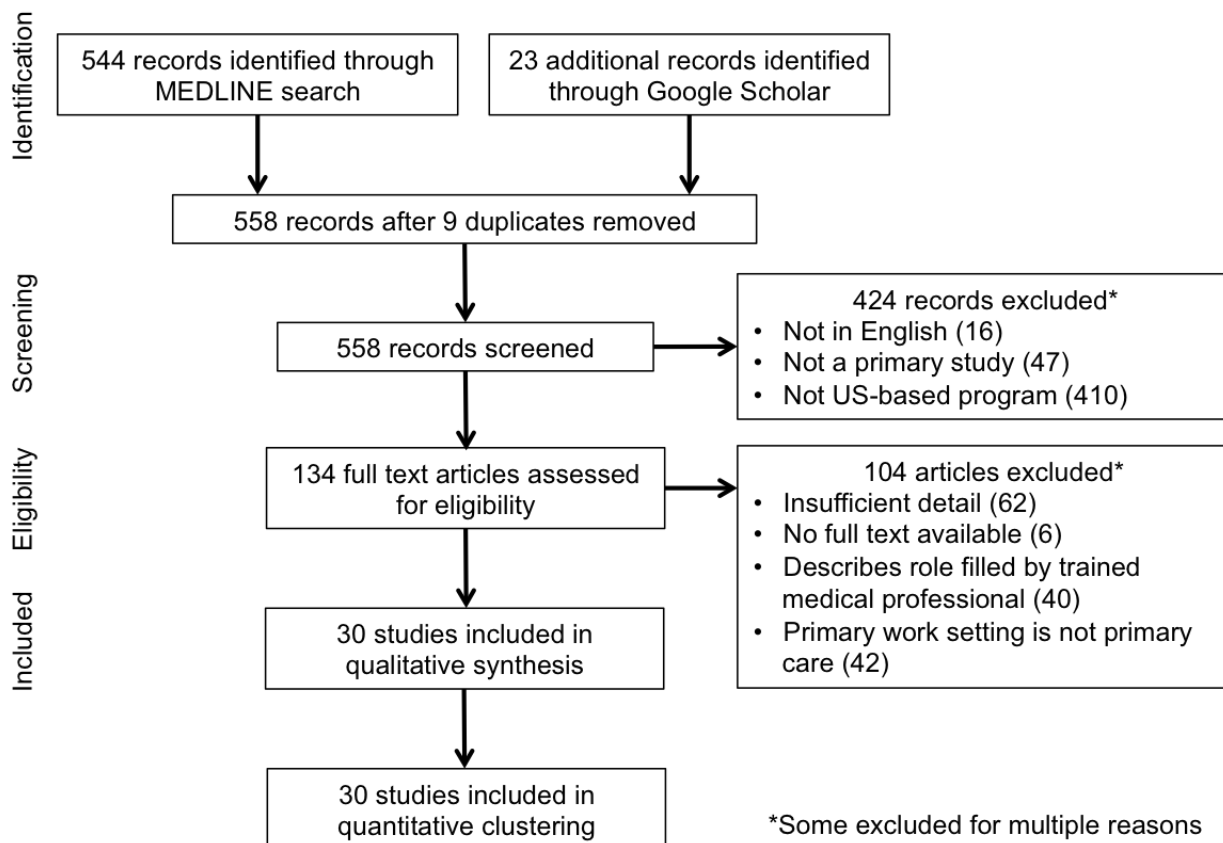 Identification
544 records identified through
MEDLINE search
23 additional records identified
through Google Scholar
558 records after 9 duplicates removed
Screening
558 records screened
424 records excluded*
• Not in English (16)
• Not a primary study (47)
• Not US-based program (410)
Eligibility
134 full text articles assessed
for eligibility
104 articles excluded*
• Insufficient detail (62)
• No full text available (6)
• Describes role filled by trained
medical professional (40)
• Primary work setting is not primary
care (42)
Included
30 studies included in
qualitative synthesis
30 studies included in
quantitative clustering
*Some excluded for multiple reasons